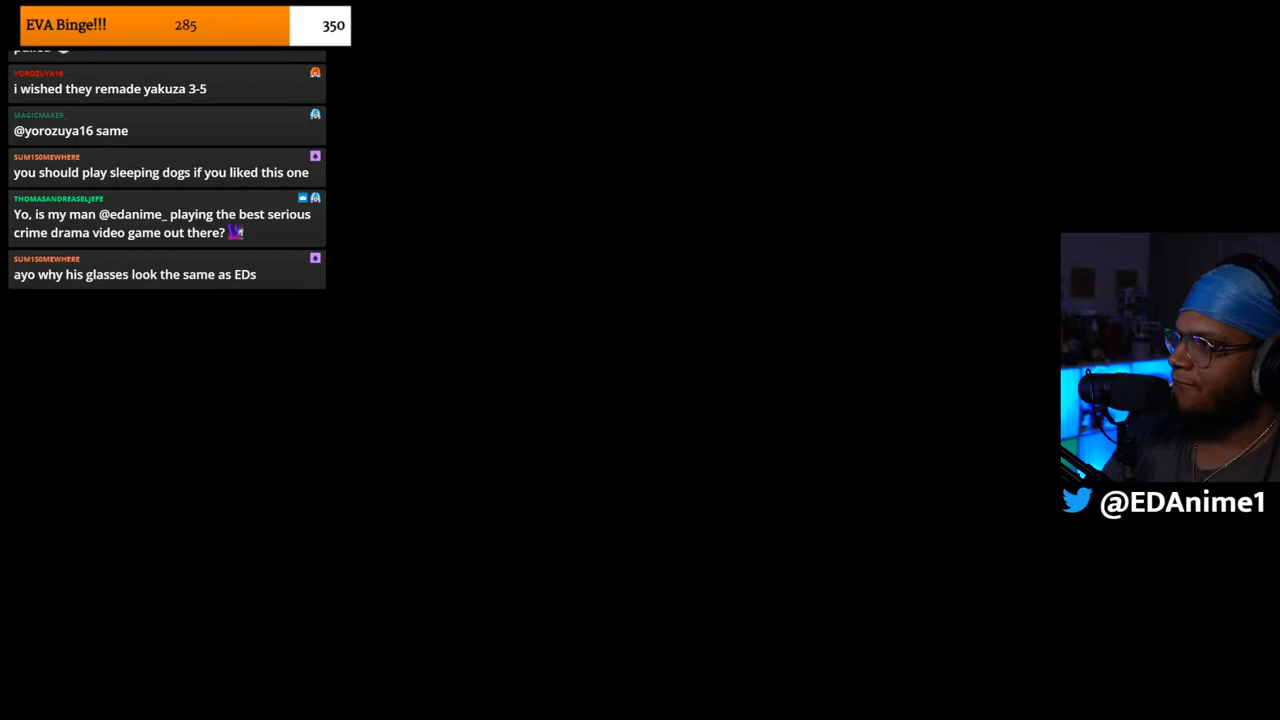 EVA Binge!!! 285 350
YOROZUYA16
i wished they remade yakuza 3-5
MAGICMAKER_
@yorozuya16 same
SUM1S0MEWHERE
you should play sleeping dogs if you liked this one
THOMASANDREASELJEFE
Yo, is my man @edanime_ playing the best serious
crime drama video game out there?
SUM1S0MEWHERE
ayo why his glasses look the same as EDs
@EDAnime1